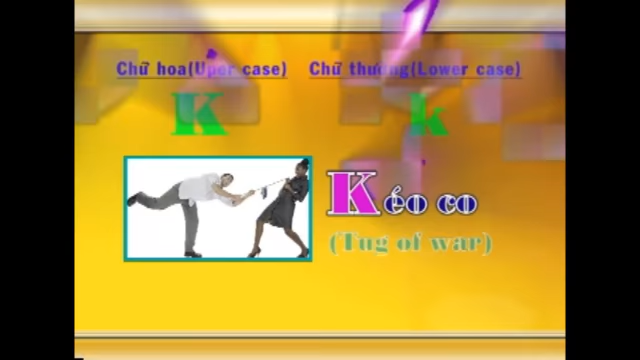 Chữ hoa(Uper case) Chữ thường(Lower case)
K k
Kéo co
(Tug of war)